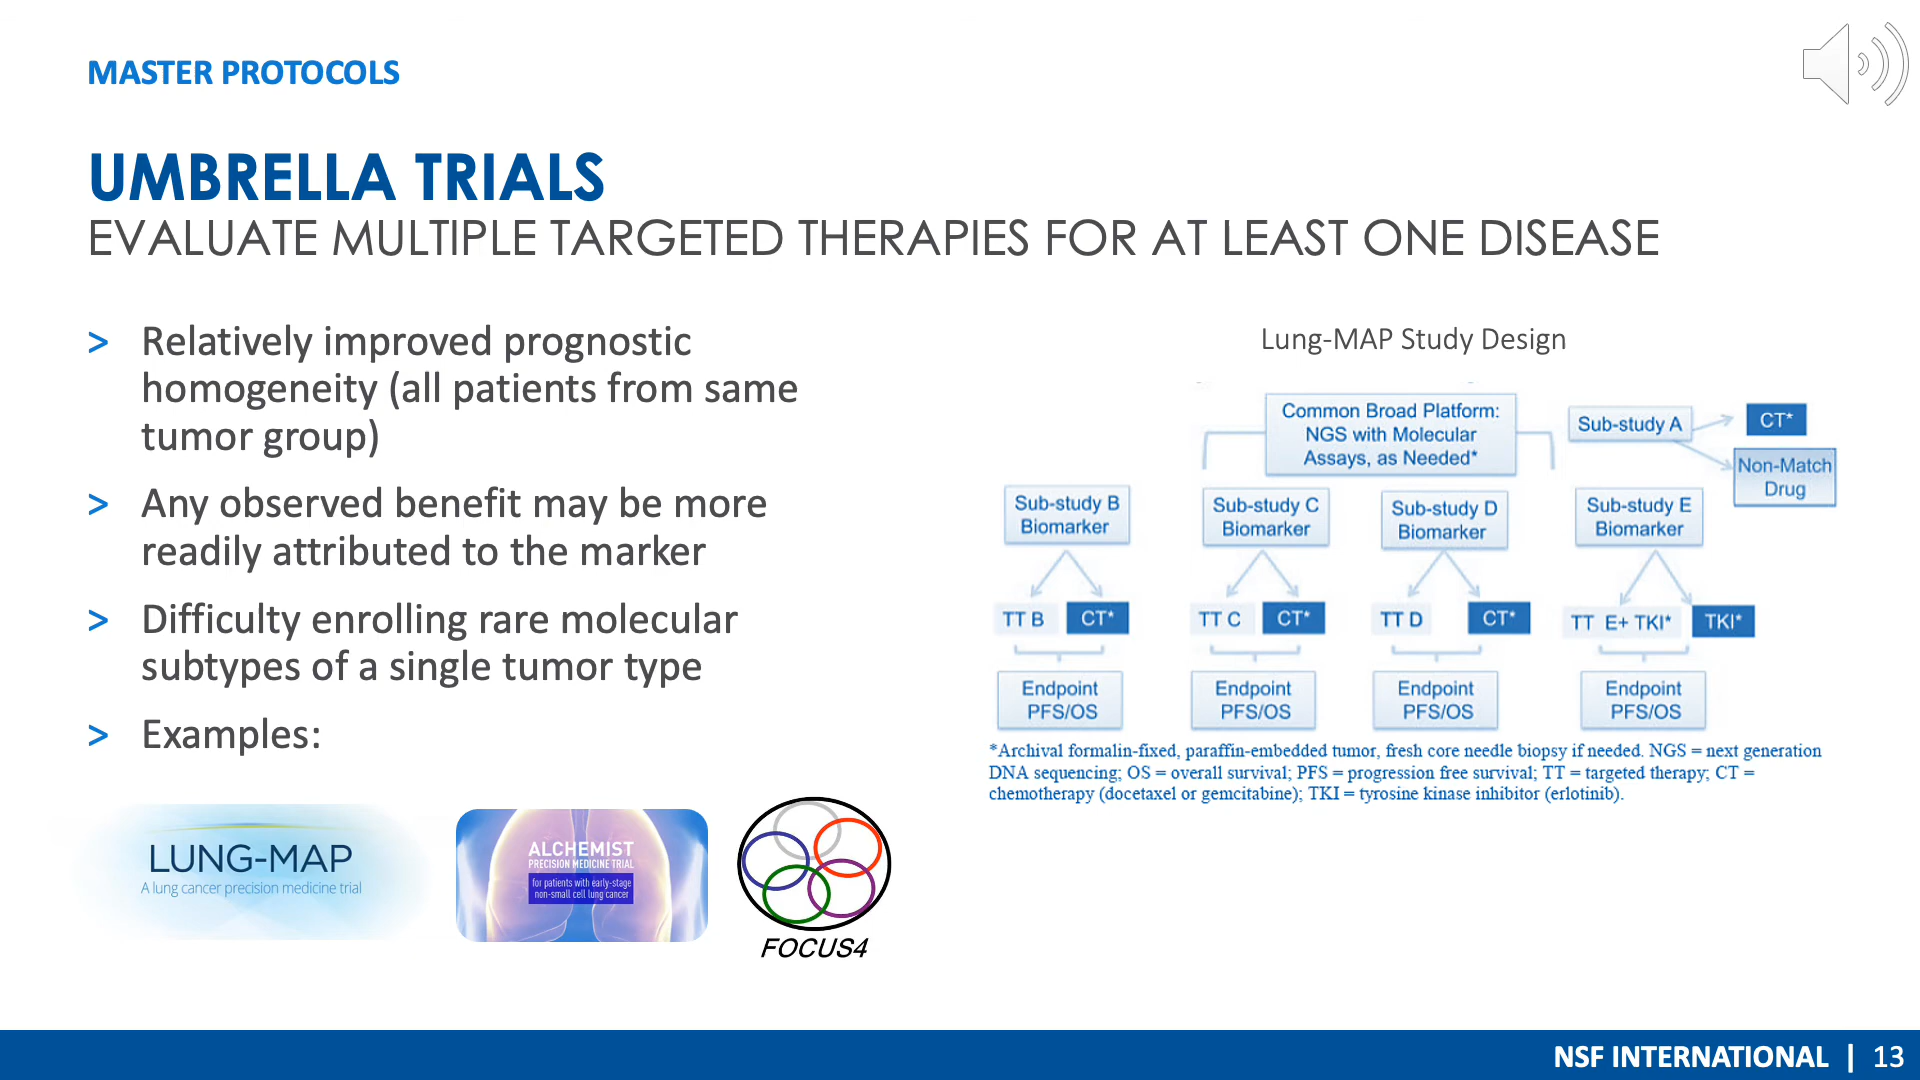 MASTER PROTOCOLS
UMBRELLA TRIALS
EVALUATE MULTIPLE TARGETED THERAPIES FOR AT LEAST ONE DISEASE
> Relatively improved prognostic
homogeneity (all patients from same
tumor group)
> Any observed benefit may be more
readily attributed to the marker
> Difficulty enrolling rare molecular
subtypes of a single tumor type
> Examples:
LUNG-MAP
A lung cancer precision medicine trial
ALCHEMIST
PRECISION MEDICINE TRIAL
for patients with early-stage
non-small cell lung cancer
FOCUS4
Lung-MAP Study Design
Common Broad Platform:
NGS with Molecular
Assays, as Needed*
Sub-study A
CT*
Non-Match
Drug
Sub-study B
Biomarker
Sub-study C
Biomarker
Sub-study D
Biomarker
Sub-study E
Biomarker
TT B
CT*
TT C
CT*
TT D
CT*
TT E+ TKI*
TKI*
Endpoint
PFS/OS
Endpoint
PFS/OS
Endpoint
PFS/OS
Endpoint
PFS/OS
*Archival formalin-fixed, paraffin-embedded tumor, fresh core needle biopsy if needed. NGS = next generation
DNA sequencing; OS = overall survival; PFS = progression free survival; TT = targeted therapy; CT =
chemotherapy (docetaxel or gemcitabine); TKI = tyrosine kinase inhibitor (erlotinib).
NSF INTERNATIONAL | 13